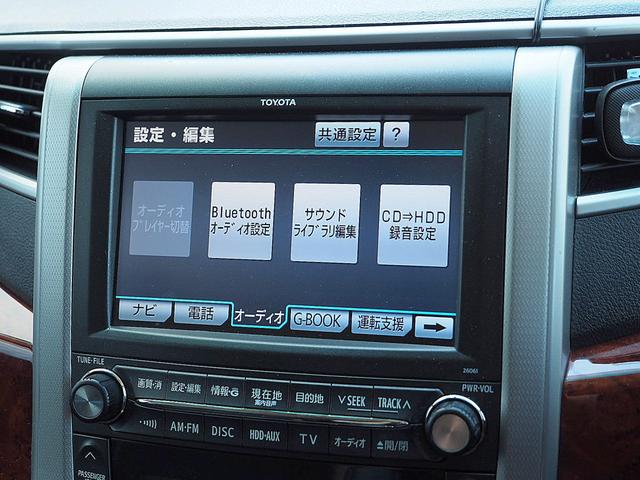 TOYOTA
設定・編集
共通設定
?
オーディオ
プレイヤー切替
Bluetooth
オーディオ設定
サウンド
ライブラリ編集
CD⇒HDD
録音設定
ナビ
電話
オーディオ
G-BOOK
運転支援
TUNE・FILE
26061
PWR・VOL
画質・消
設定・編集
情報・G
現在地
案内音声
目的地
∨SEEK
TRACK∧
AM・FM
DISC
HDD・AUX
TV
オーディオ
≜開/閉
PASSENGER